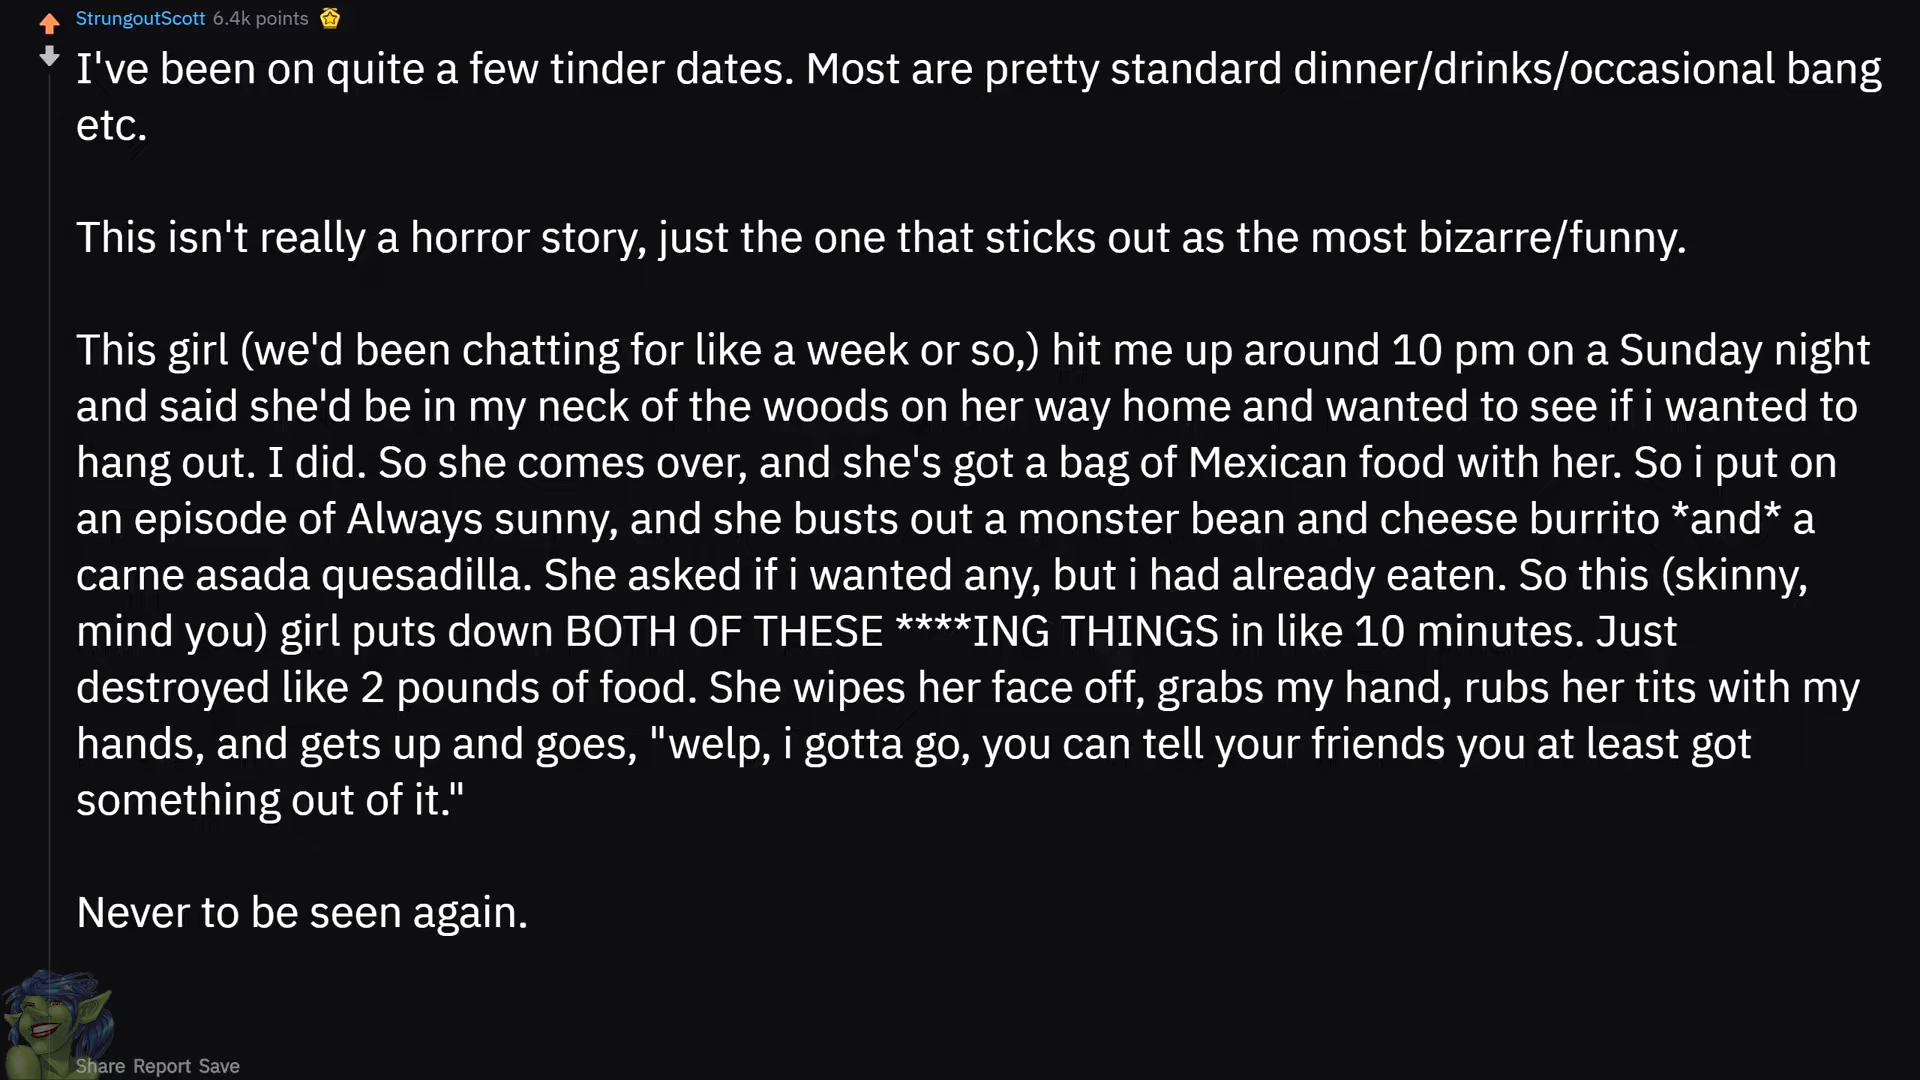 StrungoutScott 6.4k points
I've been on quite a few tinder dates. Most are pretty standard dinner/drinks/occasional bang
etc.
This isn't really a horror story, just the one that sticks out as the most bizarre/funny.
This girl (we'd been chatting for like a week or so,) hit me up around 10 pm on a Sunday night
and said she'd be in my neck of the woods on her way home and wanted to see if i wanted to
hang out. I did. So she comes over, and she's got a bag of Mexican food with her. So i put on
an episode of Always sunny, and she busts out a monster bean and cheese burrito *and* a
carne asada quesadilla. She asked if i wanted any, but i had already eaten. So this (skinny,
mind you) girl puts down BOTH OF THESE ****ING THINGS in like 10 minutes. Just
destroyed like 2 pounds of food. She wipes her face off, grabs my hand, rubs her tits with my
hands, and gets up and goes, "welp, i gotta go, you can tell your friends you at least got
something out of it."
Never to be seen again.
Share Report Save